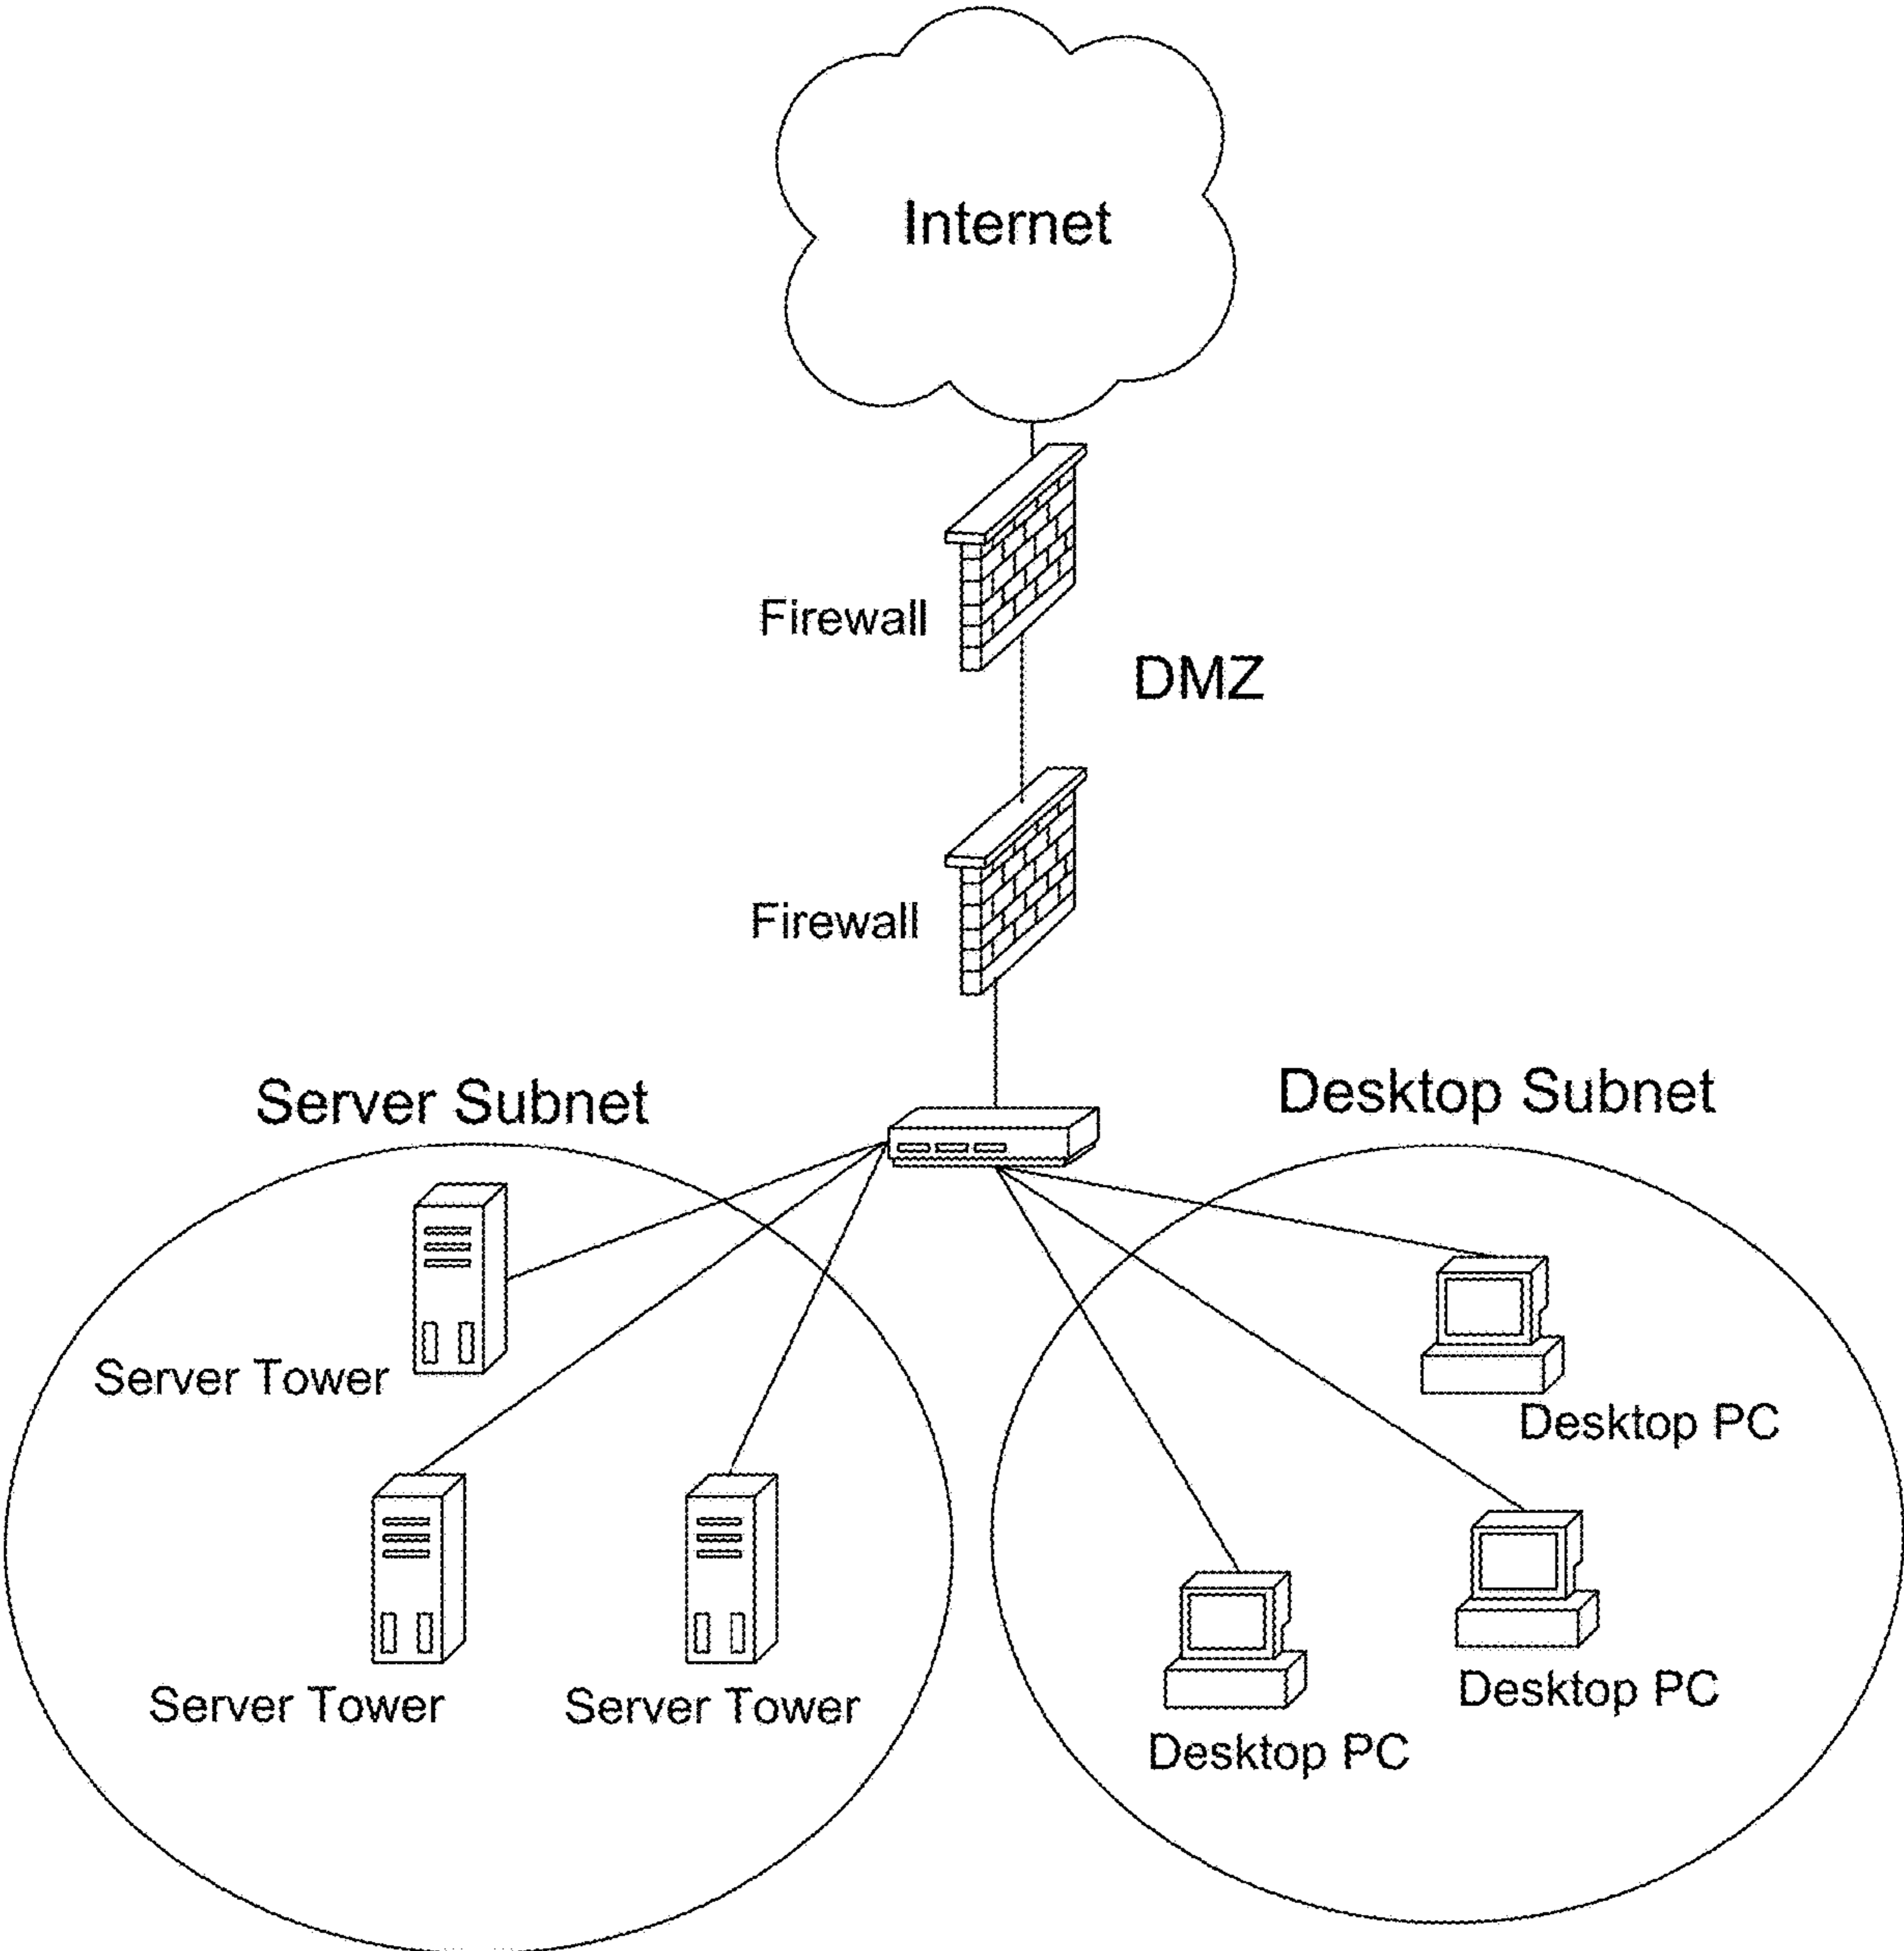 Internet
Firewall
DMZ
Firewall
Server Subnet
Desktop Subnet
Server Tower
Desktop PC
Server Tower
Server Tower
Desktop PC
Desktop PC